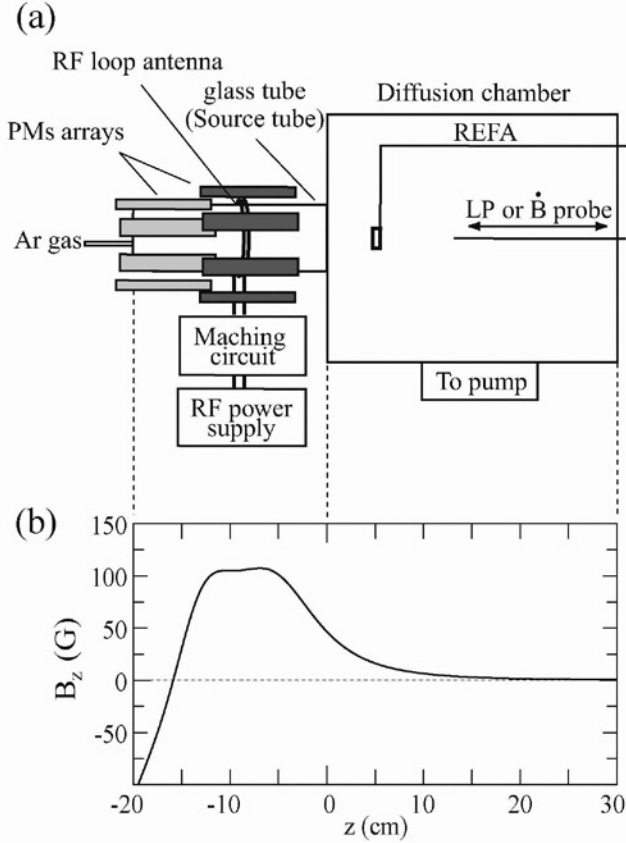 (a)
RF loop antenna
glass tube
(Source tube)
Diffusion chamber
PMs arrays
REFA
LP or Ḃ probe
Ar gas
Maching
circuit
To pump
RF power
supply
(b)
150
100
50
0
-50
B_z (G)
-20
-10
0
10
20
30
z (cm)